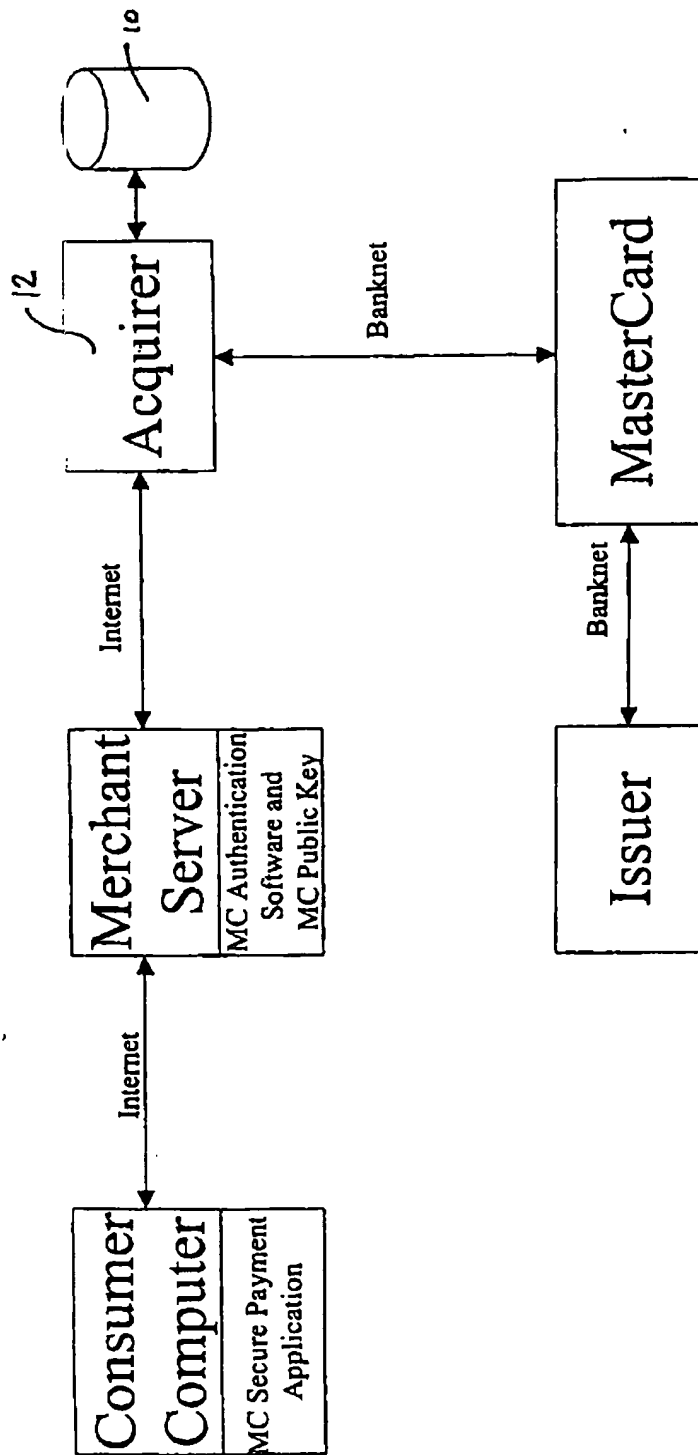 Consumer
Computer
MC Secure Payment
Application
Internet
Merchant
Server
MC Authentication
Software and
MC Public Key
Internet
12
Acquirer
10
Banknet
Issuer
Banknet
MasterCard